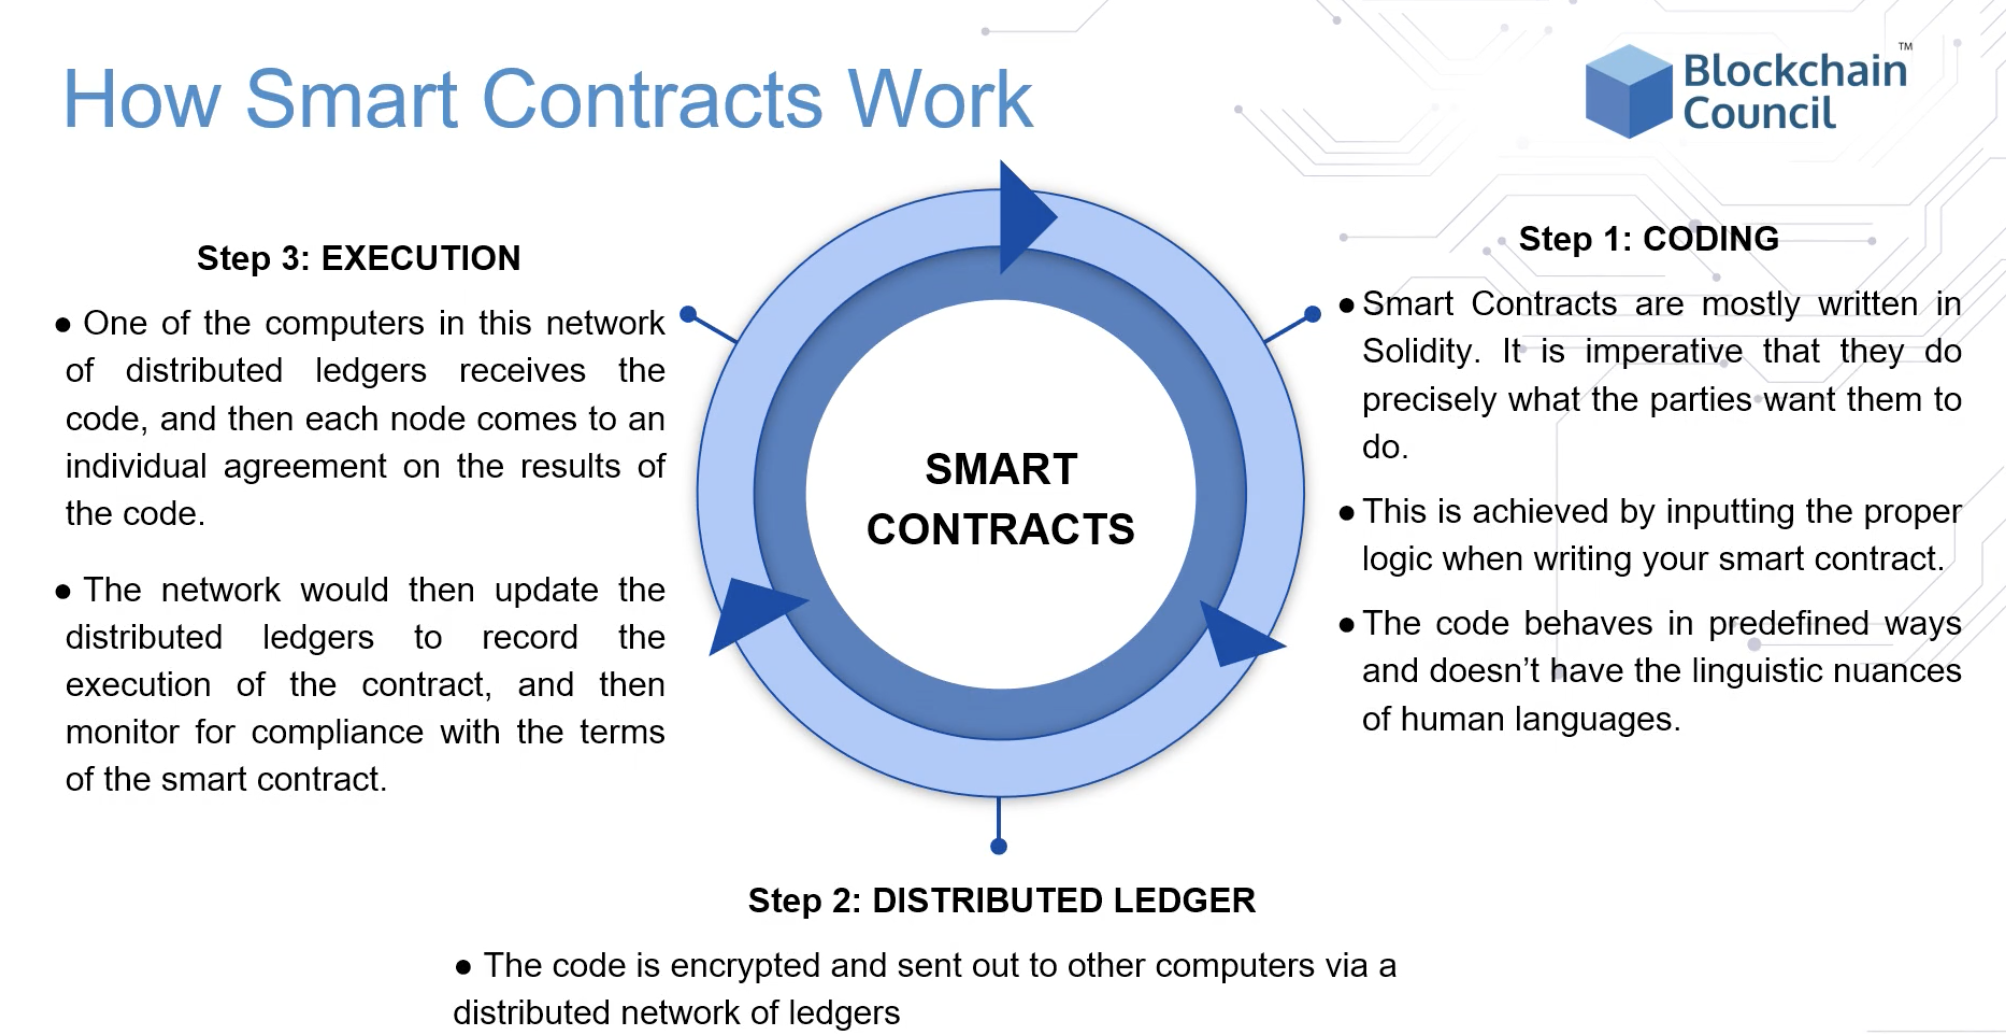 How Smart Contracts Work
Blockchain
Council
TM
Step 1: CODING
● Smart Contracts are mostly written in
Solidity. It is imperative that they do
precisely what the parties want them to
do.
● This is achieved by inputting the proper
logic when writing your smart contract.
● The code behaves in predefined ways
and doesn’t have the linguistic nuances
of human languages.
SMART
CONTRACTS
Step 2: DISTRIBUTED LEDGER
● The code is encrypted and sent out to other computers via a
distributed network of ledgers
Step 3: EXECUTION
● One of the computers in this network
of distributed ledgers receives the
code, and then each node comes to an
individual agreement on the results of
the code.
● The network would then update the
distributed ledgers to record the
execution of the contract, and then
monitor for compliance with the terms
of the smart contract.